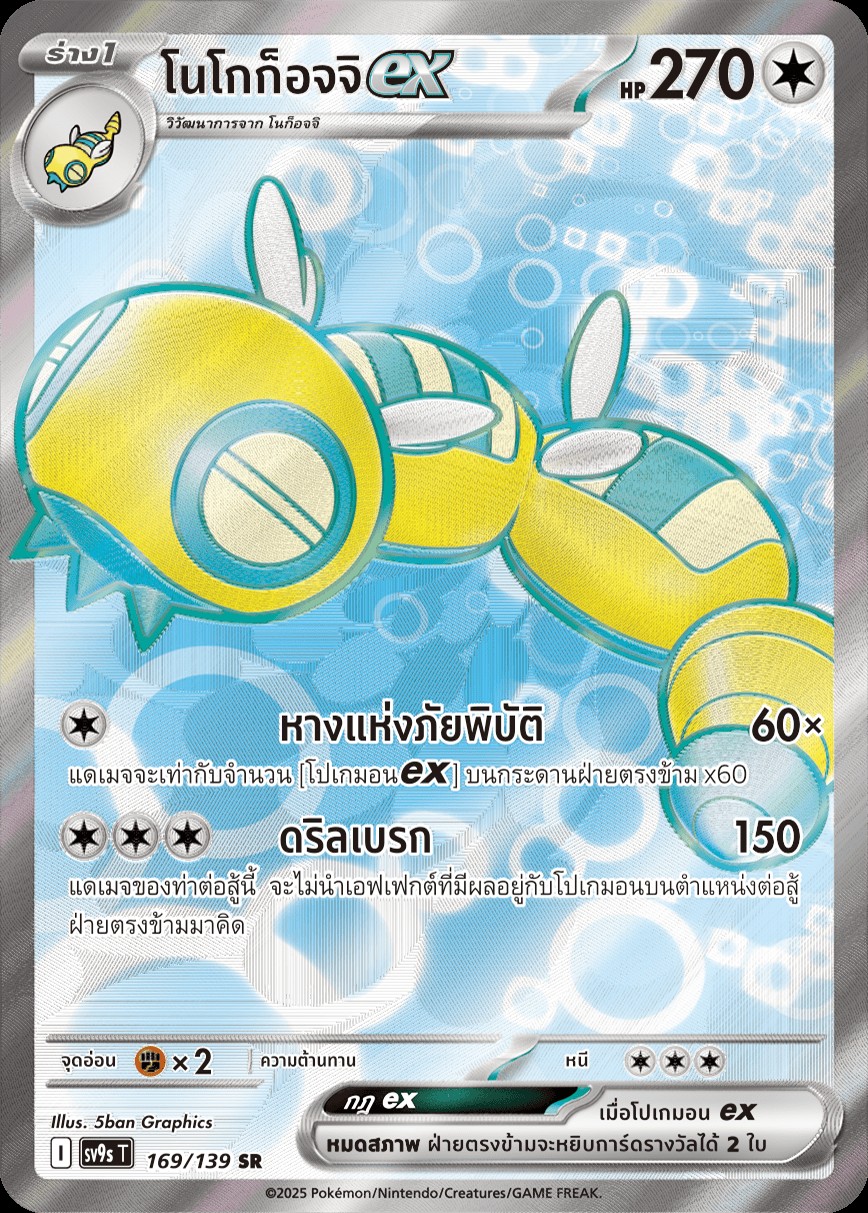 ร่าง1
โนโกก็อจจิex HP270
วิวัฒนาการจาก โนก็อจจิ
หางแห่งภัยพิบัติ 60×
แดเมจจะเท่ากับจำนวน [โปเกมอนex] บนกระดานฝ่ายตรงข้าม x60
ดริลเบรก 150
แดเมจของท่าต่อสู้นี้ จะไม่นำเอฟเฟกต์ที่มีผลอยู่กับโปเกมอนบนตำแหน่งต่อสู้
ฝ่ายตรงข้ามมาคิด
จุดอ่อน ×2 ความต้านทาน หนี
กฎ ex เมื่อโปเกมอน ex
หมดสภาพ ฝ่ายตรงข้ามจะหยิบการ์ดรางวัลได้ 2 ใบ
Illus. 5ban Graphics
I sv9s T 169/139 SR
©2025 Pokémon/Nintendo/Creatures/GAME FREAK.